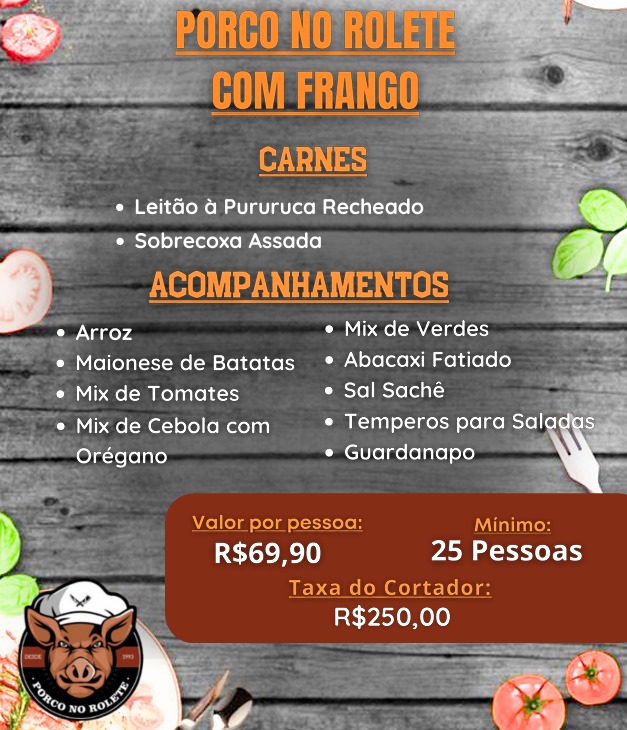 PORCO NO ROLETE
COM FRANGO
CARNES
• Leitão à Pururuca Recheado
• Sobrecoxa Assada
ACOMPANHAMENTOS
• Arroz
• Maionese de Batatas
• Mix de Tomates
• Mix de Cebola com
Orégano
• Mix de Verdes
• Abacaxi Fatiado
• Sal Sachê
• Temperos para Saladas
• Guardanapo
Valor por pessoa:
R$69,90
Mínimo:
25 Pessoas
Taxa do Cortador:
R$250,00
DESDE 1993
PORCO NO ROLETE